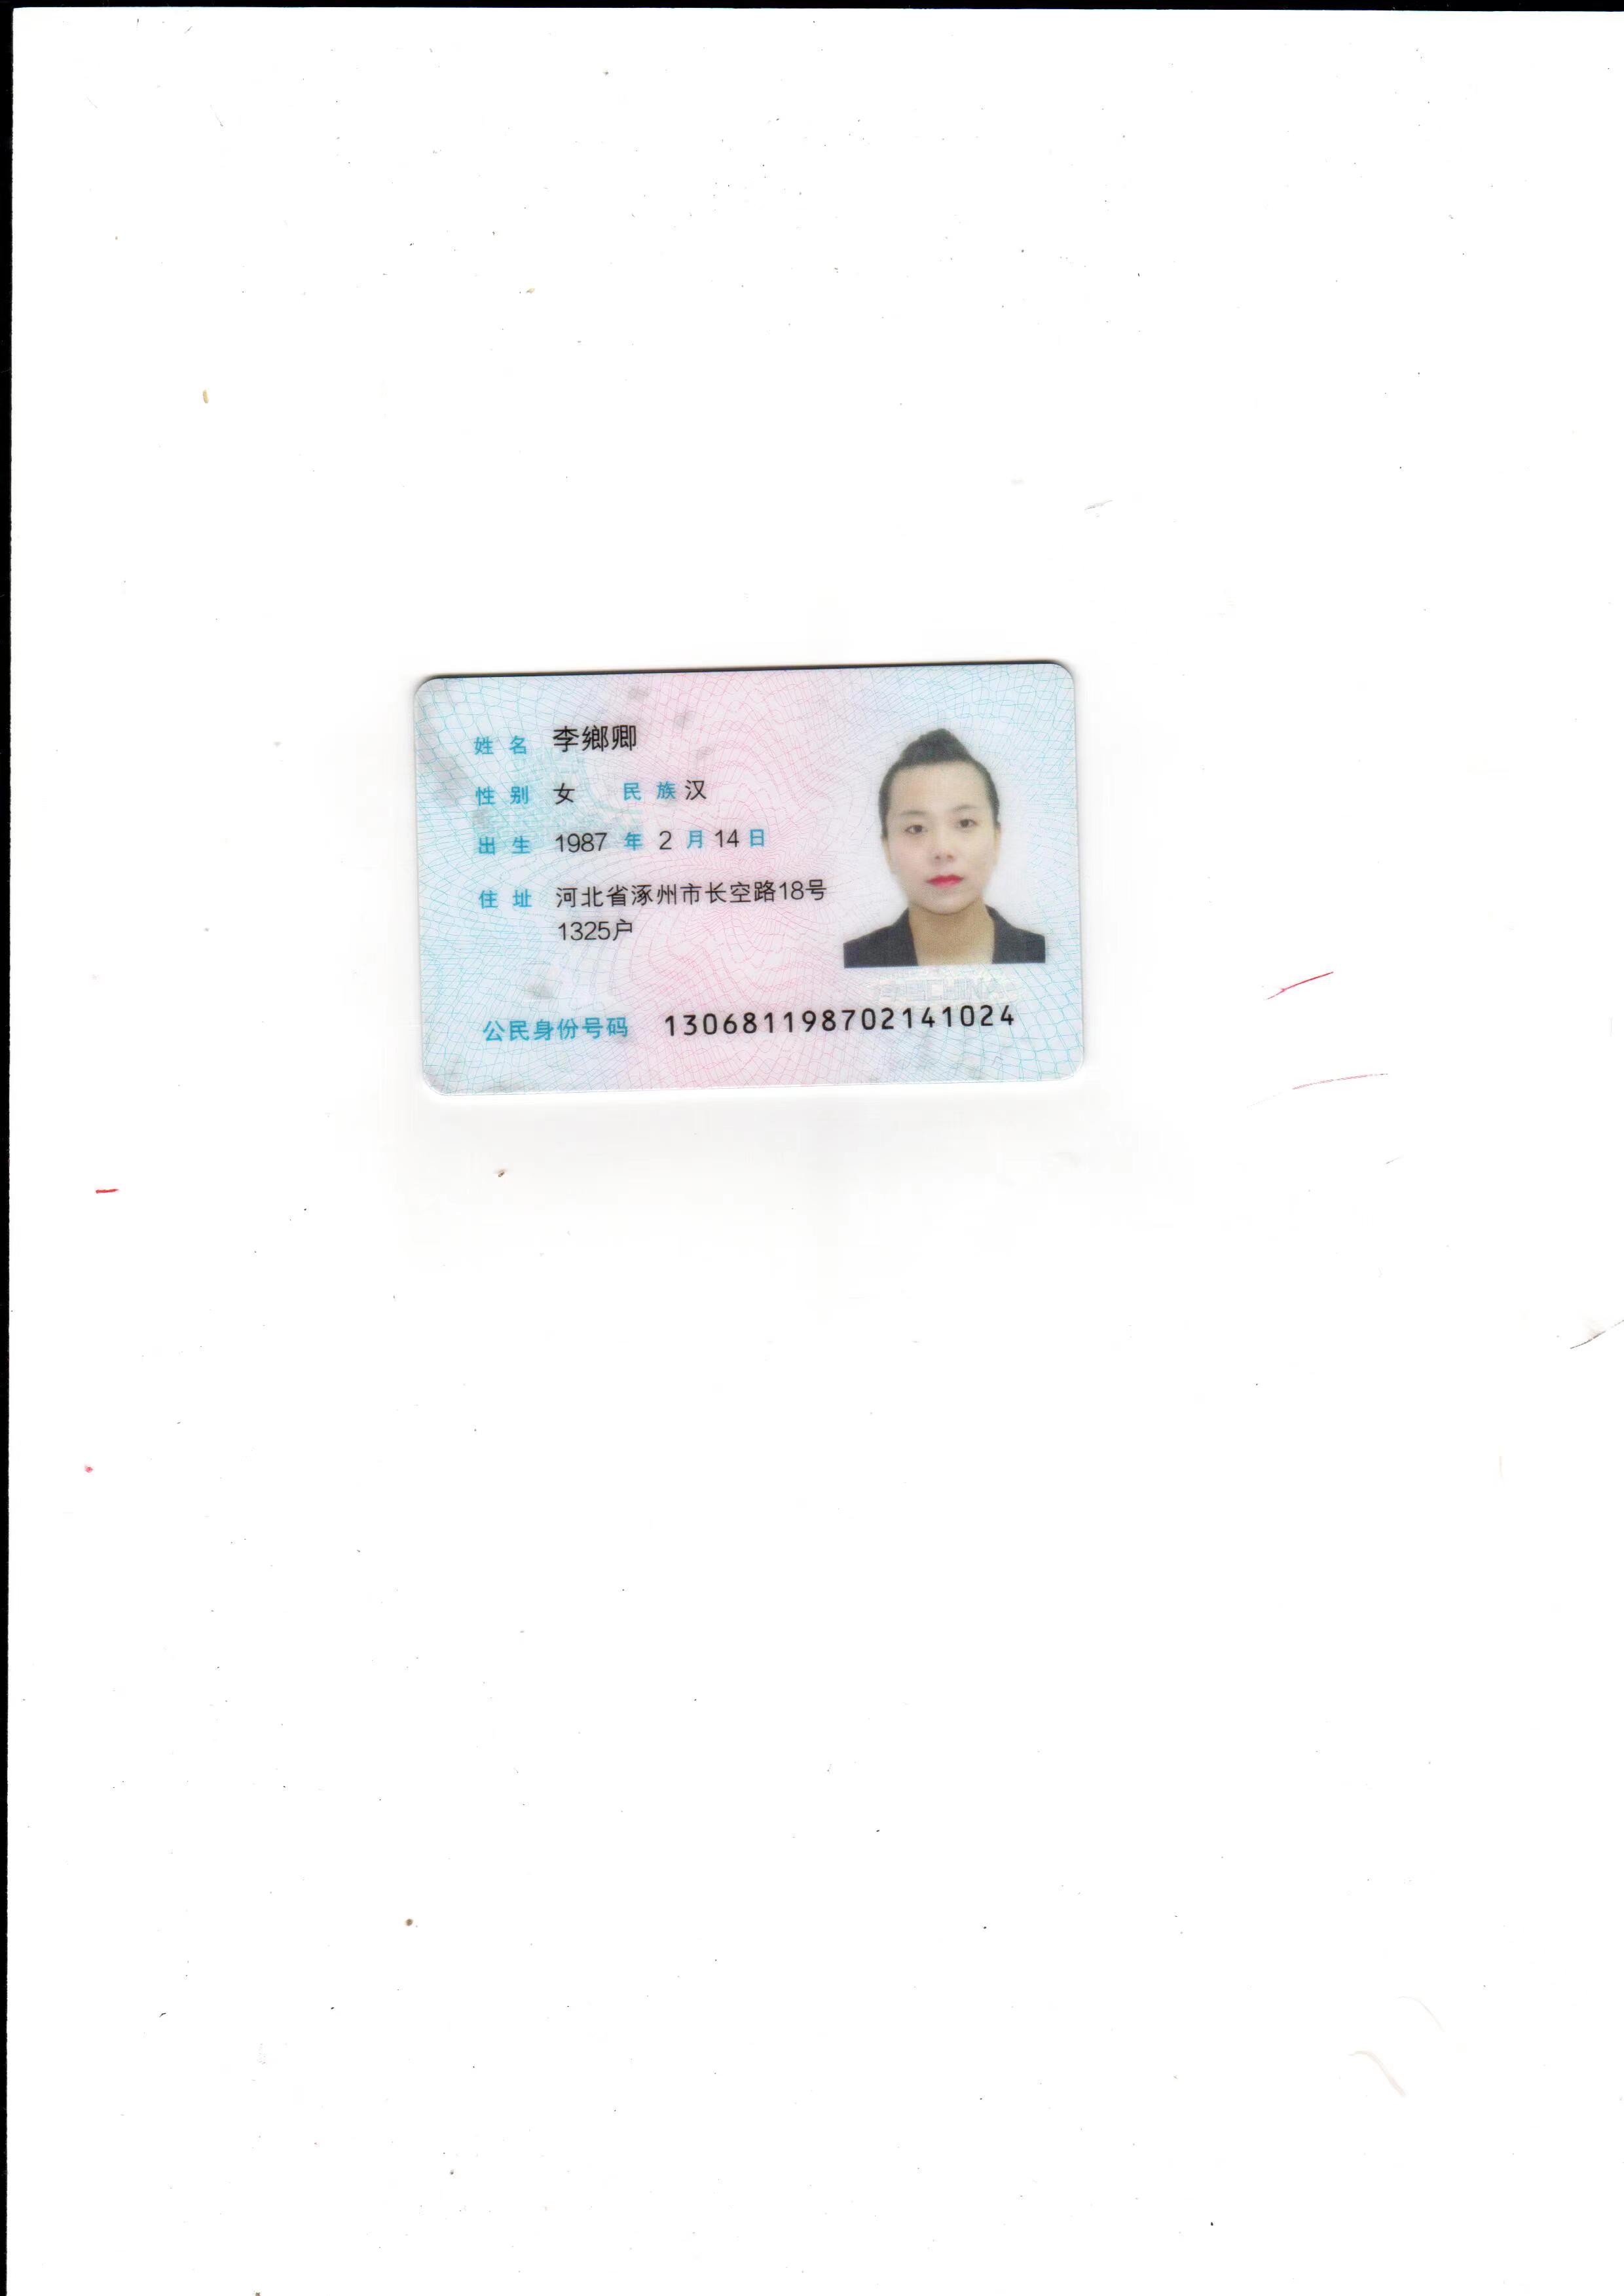 姓名 李鄉卿
性别 女 民族 汉
出生 1987 年 2 月 14 日
住址 河北省涿州市长空路18号
1325户
公民身份号码 130681198702141024